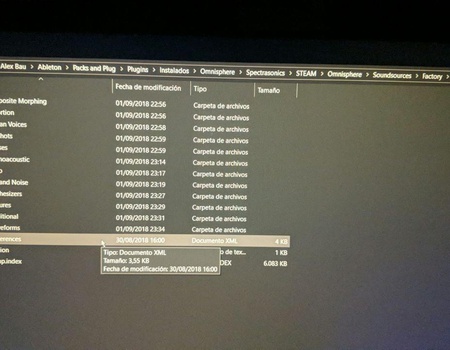 Alex Bau > Ableton > Packs and Plug > Plugins > Instalados > Omnisphere > Spectrasonics > STEAM > Omnisphere > Soundsources > Factory >
Fecha de modificación Tipo Tamaño
posite Morphing 01/09/2018 22:56 Carpeta de archivos
ortion 01/09/2018 22:56 Carpeta de archivos
an Voices 01/09/2018 22:58 Carpeta de archivos
hots 01/09/2018 22:59 Carpeta de archivos
ses 01/09/2018 22:59 Carpeta de archivos
hoacoustic 01/09/2018 23:14 Carpeta de archivos
o 01/09/2018 23:17 Carpeta de archivos
and Noise 01/09/2018 23:19 Carpeta de archivos
hesizers 01/09/2018 23:27 Carpeta de archivos
ures 01/09/2018 23:29 Carpeta de archivos
itional 01/09/2018 23:31 Carpeta de archivos
eforms 01/09/2018 23:34 Carpeta de archivos
erences 30/08/2018 16:00 Documento XML 4 KB
sion o de tex... 1 KB
mp.index DEX 6.083 KB
Tipo: Documento XML
Tamaño: 3,55 KB
Fecha de modificación: 30/08/2018 16:00